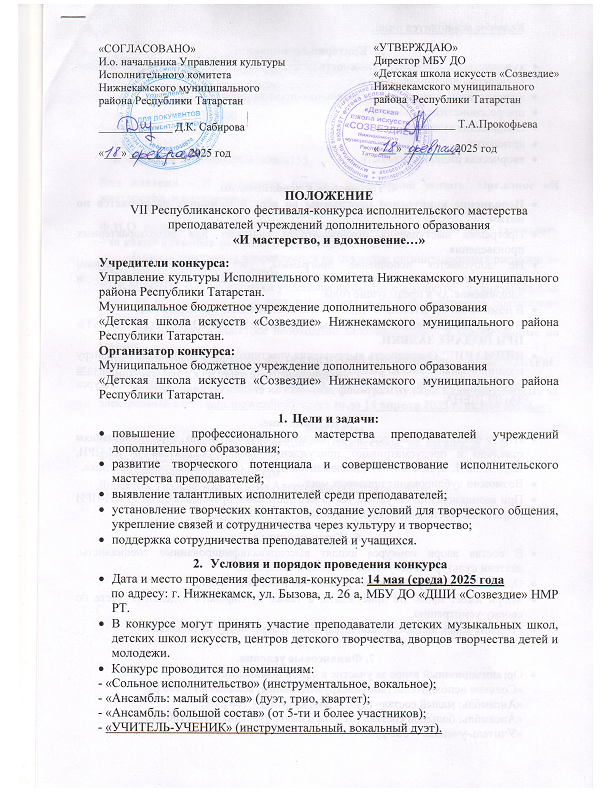 «СОГЛАСОВАНО»
И.о. начальника Управления культуры
Исполнительного комитета
Нижнекамского муниципального
района Республики Татарстан
Д.К. Сабирова
«18» февраля 2025 год
«УТВЕРЖДАЮ»
Директор МБУ ДО
«Детская школа искусств «Созвездие»
Нижнекамского муниципального
района Республики Татарстан
Т.А.Прокофьева
«18» февраля 2025 год
ДЛЯ ДОКУМЕНТОВ
«Детская
школа искусств
«СОЗВЕЗДИЕ»
Нижнекамского
муниципального
Татарстан
ПОЛОЖЕНИЕ
VII Республиканского фестиваля-конкурса исполнительского мастерства
преподавателей учреждений дополнительного образования
«И мастерство, и вдохновение…»
Учредители конкурса:
Управление культуры Исполнительного комитета Нижнекамского муниципального
района Республики Татарстан.
Муниципальное бюджетное учреждение дополнительного образования
«Детская школа искусств «Созвездие» Нижнекамского муниципального района
Республики Татарстан.
Организатор конкурса:
Муниципальное бюджетное учреждение дополнительного образования
«Детская школа искусств «Созвездие» Нижнекамского муниципального района
Республики Татарстан.
1. Цели и задачи:
• повышение профессионального мастерства преподавателей учреждений
дополнительного образования;
• развитие творческого потенциала и совершенствование исполнительского
мастерства преподавателей;
• выявление талантливых исполнителей среди преподавателей;
• установление творческих контактов, создание условий для творческого общения,
укрепление связей и сотрудничества через культуру и творчество;
• поддержка сотрудничества преподавателей и учащихся.
2. Условия и порядок проведения конкурса
• Дата и место проведения фестиваля-конкурса: 14 мая (среда) 2025 года
по адресу: г. Нижнекамск, ул. Бызова, д. 26 а, МБУ ДО «ДШИ «Созвездие» НМР
РТ.
• В конкурсе могут принять участие преподаватели детских музыкальных школ,
детских школ искусств, центров детского творчества, дворцов творчества детей и
молодежи.
• Конкурс проводится по номинациям:
- «Сольное исполнительство» (инструментальное, вокальное);
- «Ансамбль: малый состав» (дуэт, трио, квартет);
- «Ансамбль: большой состав» (от 5-ти и более участников);
- «УЧИТЕЛЬ-УЧЕНИК» (инструментальный, вокальный дуэт).